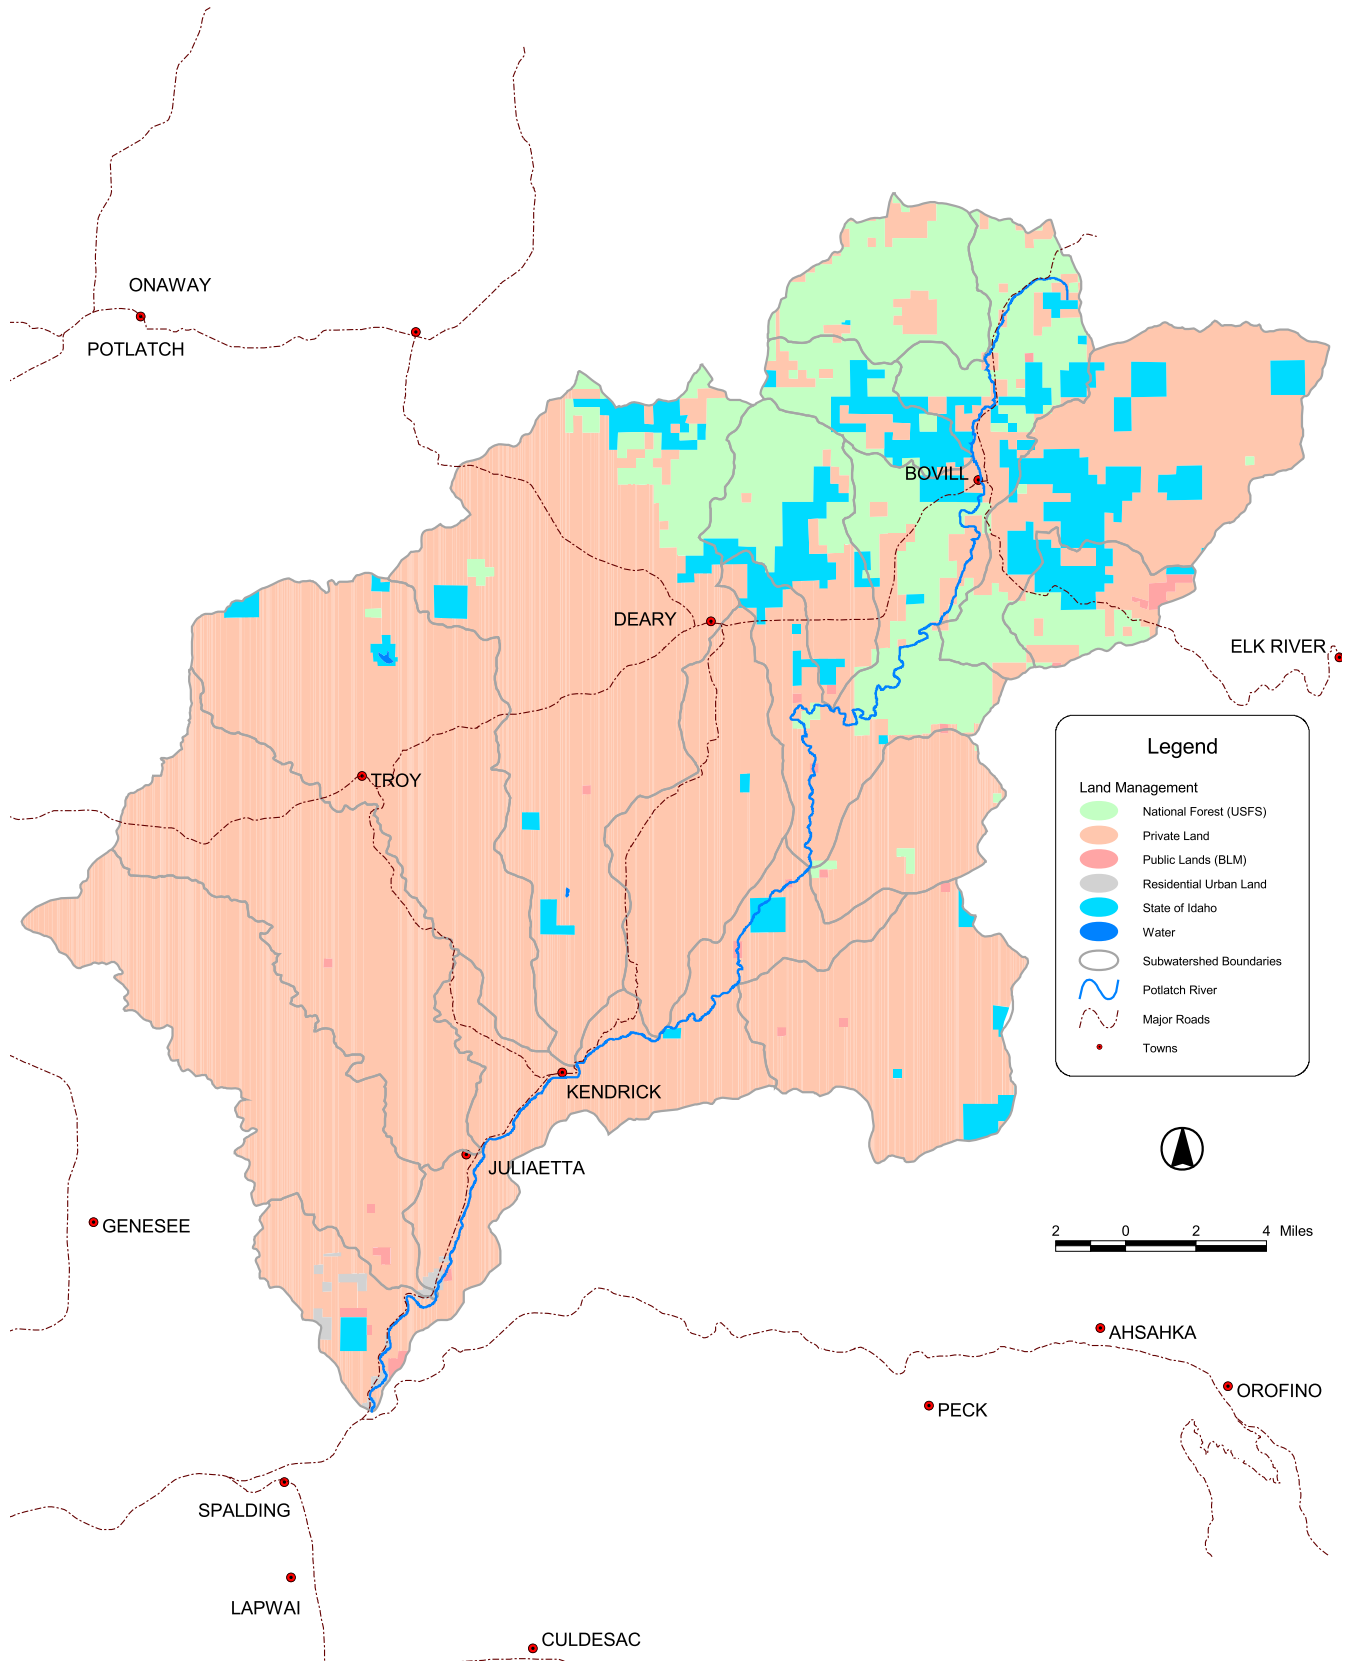 ONAWAY
POTLATCH
BOVILL
DEARY
ELK RIVER
TROY
Legend
Land Management
National Forest (USFS)
Private Land
Public Lands (BLM)
Residential Urban Land
State of Idaho
Water
Subwatershed Boundaries
Potlatch River
Major Roads
Towns
KENDRICK
JULIAETTA
GENESEE
2 0 2 4 Miles
AHSAHKA
OROFINO
PECK
SPALDING
LAPWAI
CULDESAC